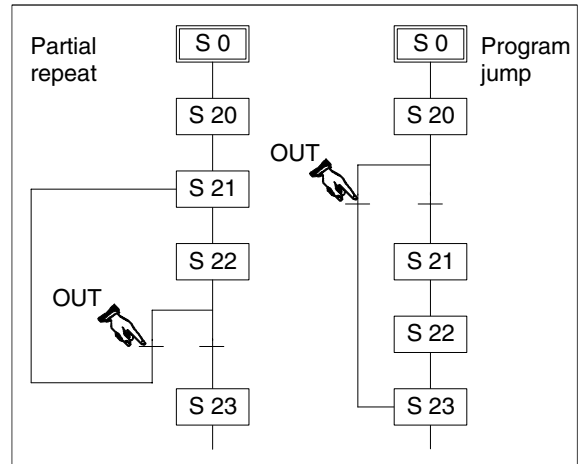 Partial
repeat
S 0
S 20
S 21
S 22
OUT
S 23
S 0
Program
jump
S 20
OUT
S 21
S 22
S 23